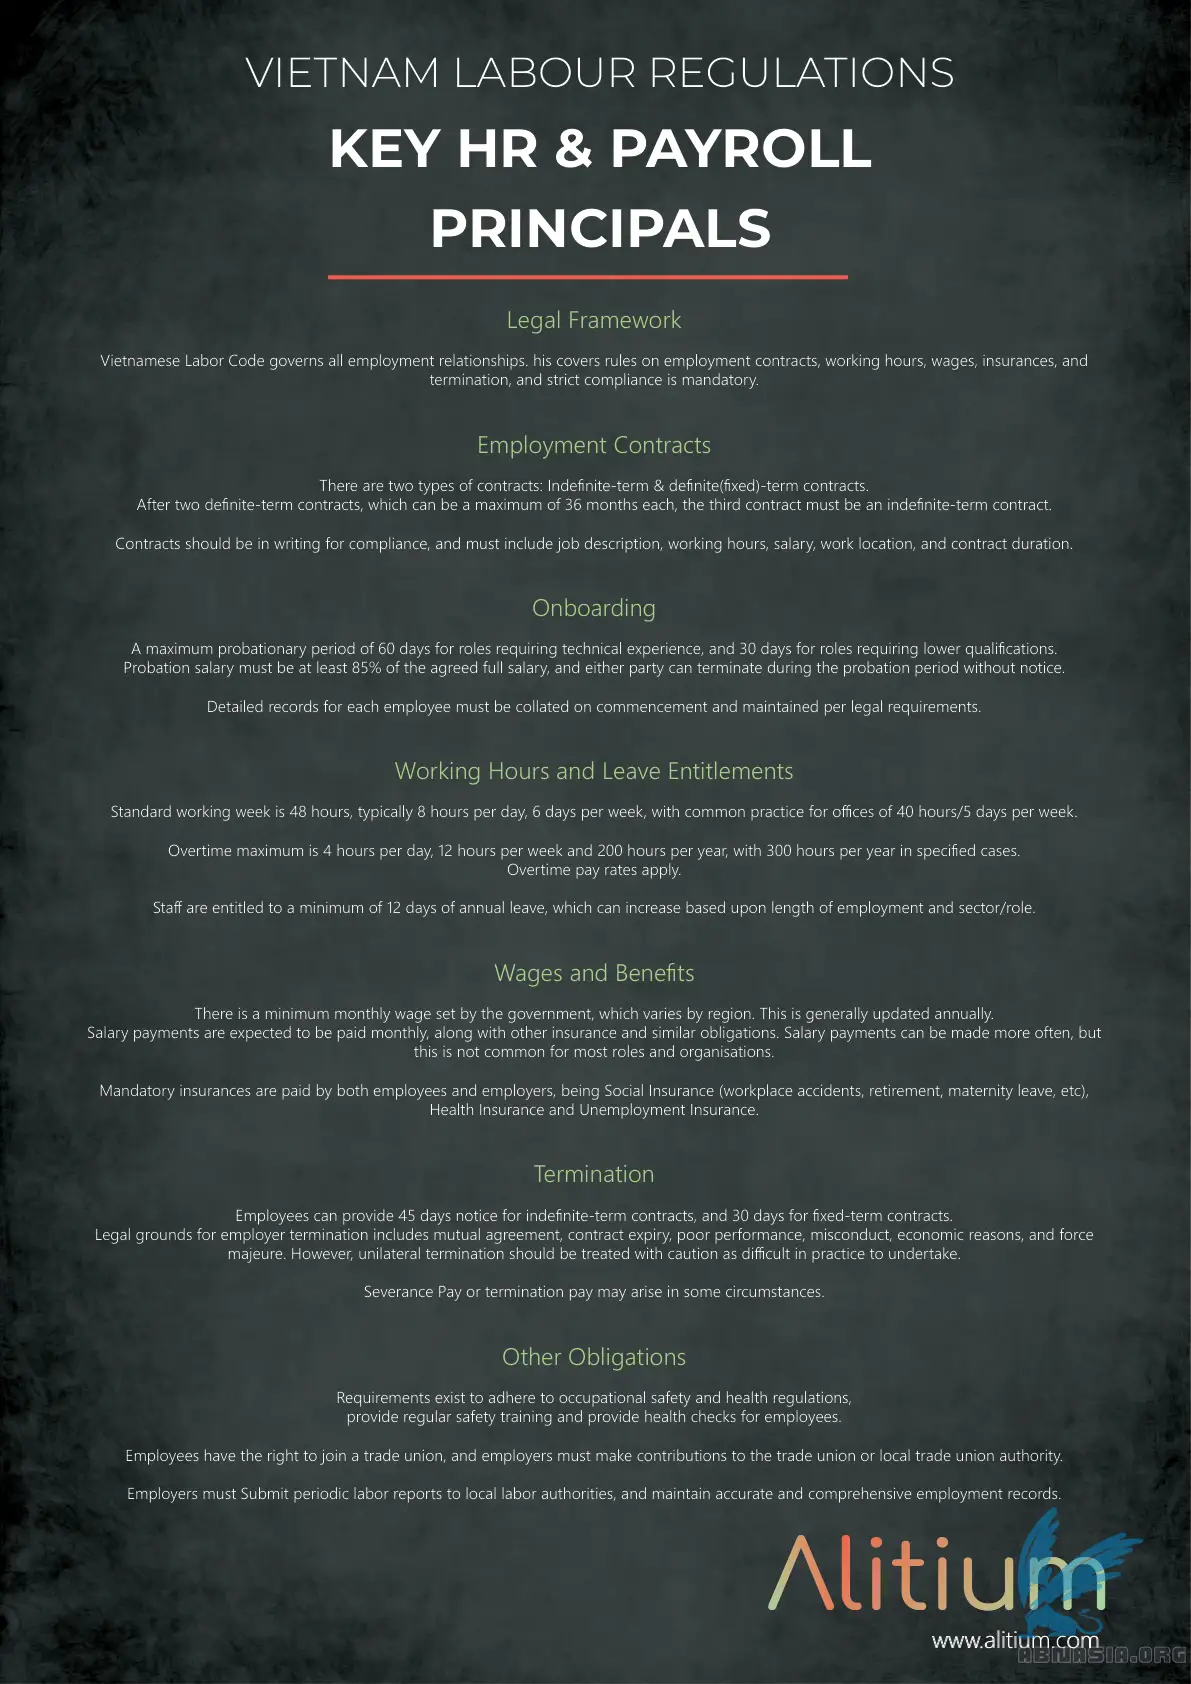 VIETNAM LABOUR REGULATIONS
KEY HR & PAYROLL
PRINCIPALS
Legal Framework
Vietnamese Labor Code governs all employment relationships. his covers rules on employment contracts, working hours, wages, insurances, and
termination, and strict compliance is mandatory.
Employment Contracts
There are two types of contracts: Indefinite-term & definite(fixed)-term contracts.
After two definite-term contracts, which can be a maximum of 36 months each, the third contract must be an indefinite-term contract.
Contracts should be in writing for compliance, and must include job description, working hours, salary, work location, and contract duration.
Onboarding
A maximum probationary period of 60 days for roles requiring technical experience, and 30 days for roles requiring lower qualifications.
Probation salary must be at least 85% of the agreed full salary, and either party can terminate during the probation period without notice.
Detailed records for each employee must be collated on commencement and maintained per legal requirements.
Working Hours and Leave Entitlements
Standard working week is 48 hours, typically 8 hours per day, 6 days per week, with common practice for offices of 40 hours/5 days per week.
Overtime maximum is 4 hours per day, 12 hours per week and 200 hours per year, with 300 hours per year in specified cases.
Overtime pay rates apply.
Staff are entitled to a minimum of 12 days of annual leave, which can increase based upon length of employment and sector/role.
Wages and Benefits
There is a minimum monthly wage set by the government, which varies by region. This is generally updated annually.
Salary payments are expected to be paid monthly, along with other insurance and similar obligations. Salary payments can be made more often, but
this is not common for most roles and organisations.
Mandatory insurances are paid by both employees and employers, being Social Insurance (workplace accidents, retirement, maternity leave, etc),
Health Insurance and Unemployment Insurance.
Termination
Employees can provide 45 days notice for indefinite-term contracts, and 30 days for fixed-term contracts.
Legal grounds for employer termination includes mutual agreement, contract expiry, poor performance, misconduct, economic reasons, and force
majeure. However, unilateral termination should be treated with caution as difficult in practice to undertake.
Severance Pay or termination pay may arise in some circumstances.
Other Obligations
Requirements exist to adhere to occupational safety and health regulations,
provide regular safety training and provide health checks for employees.
Employees have the right to join a trade union, and employers must make contributions to the trade union or local trade union authority.
Employers must Submit periodic labor reports to local labor authorities, and maintain accurate and comprehensive employment records.
Alitium
www.alitium.com
ABNASIA.ORG